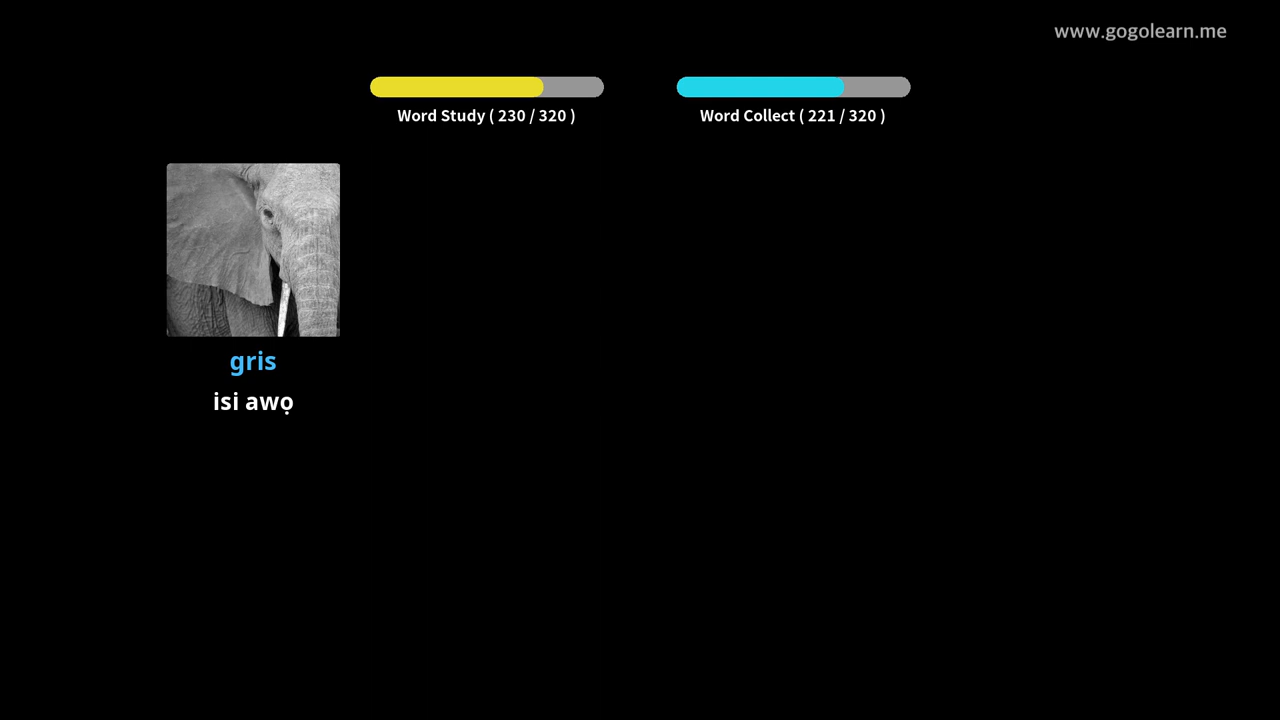 www.gogolearn.me
Word Study ( 230 / 320 )
Word Collect ( 221 / 320 )
gris
isi awọ